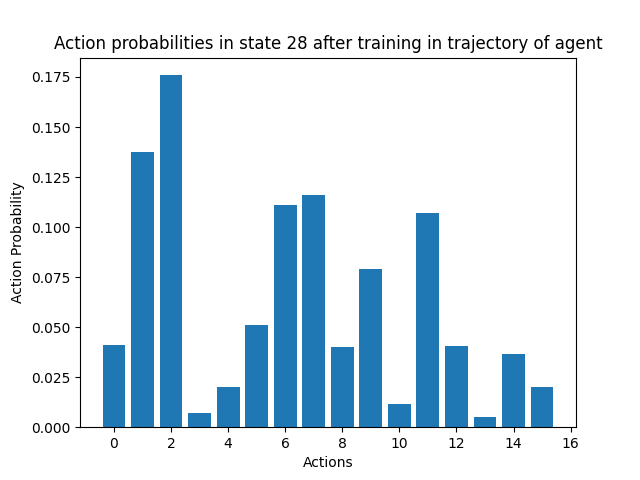 Action probabilities in state 28 after training in trajectory of agent
0.175
0.150
0.125
0.100
0.075
0.050
0.025
0.000
Action Probability
0 2 4 6 8 10 12 14 16
Actions